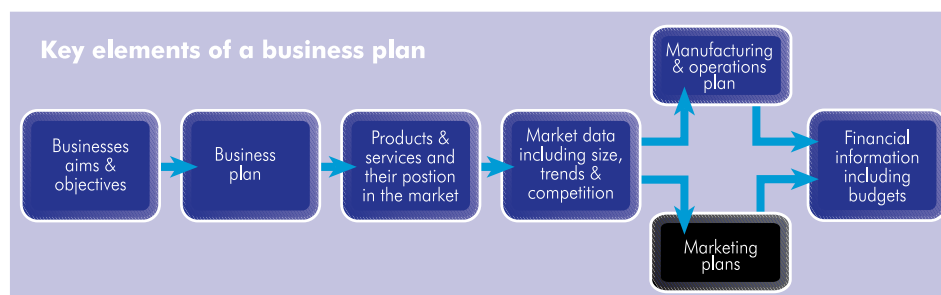 Key elements of a business plan
Businesses
aims &
objectives
Business
plan
Products &
services and
their postion
in the market
Market data
including size,
trends &
competition
Manufacturing
& operations
plan
Marketing
plans
Financial
information
including
budgets